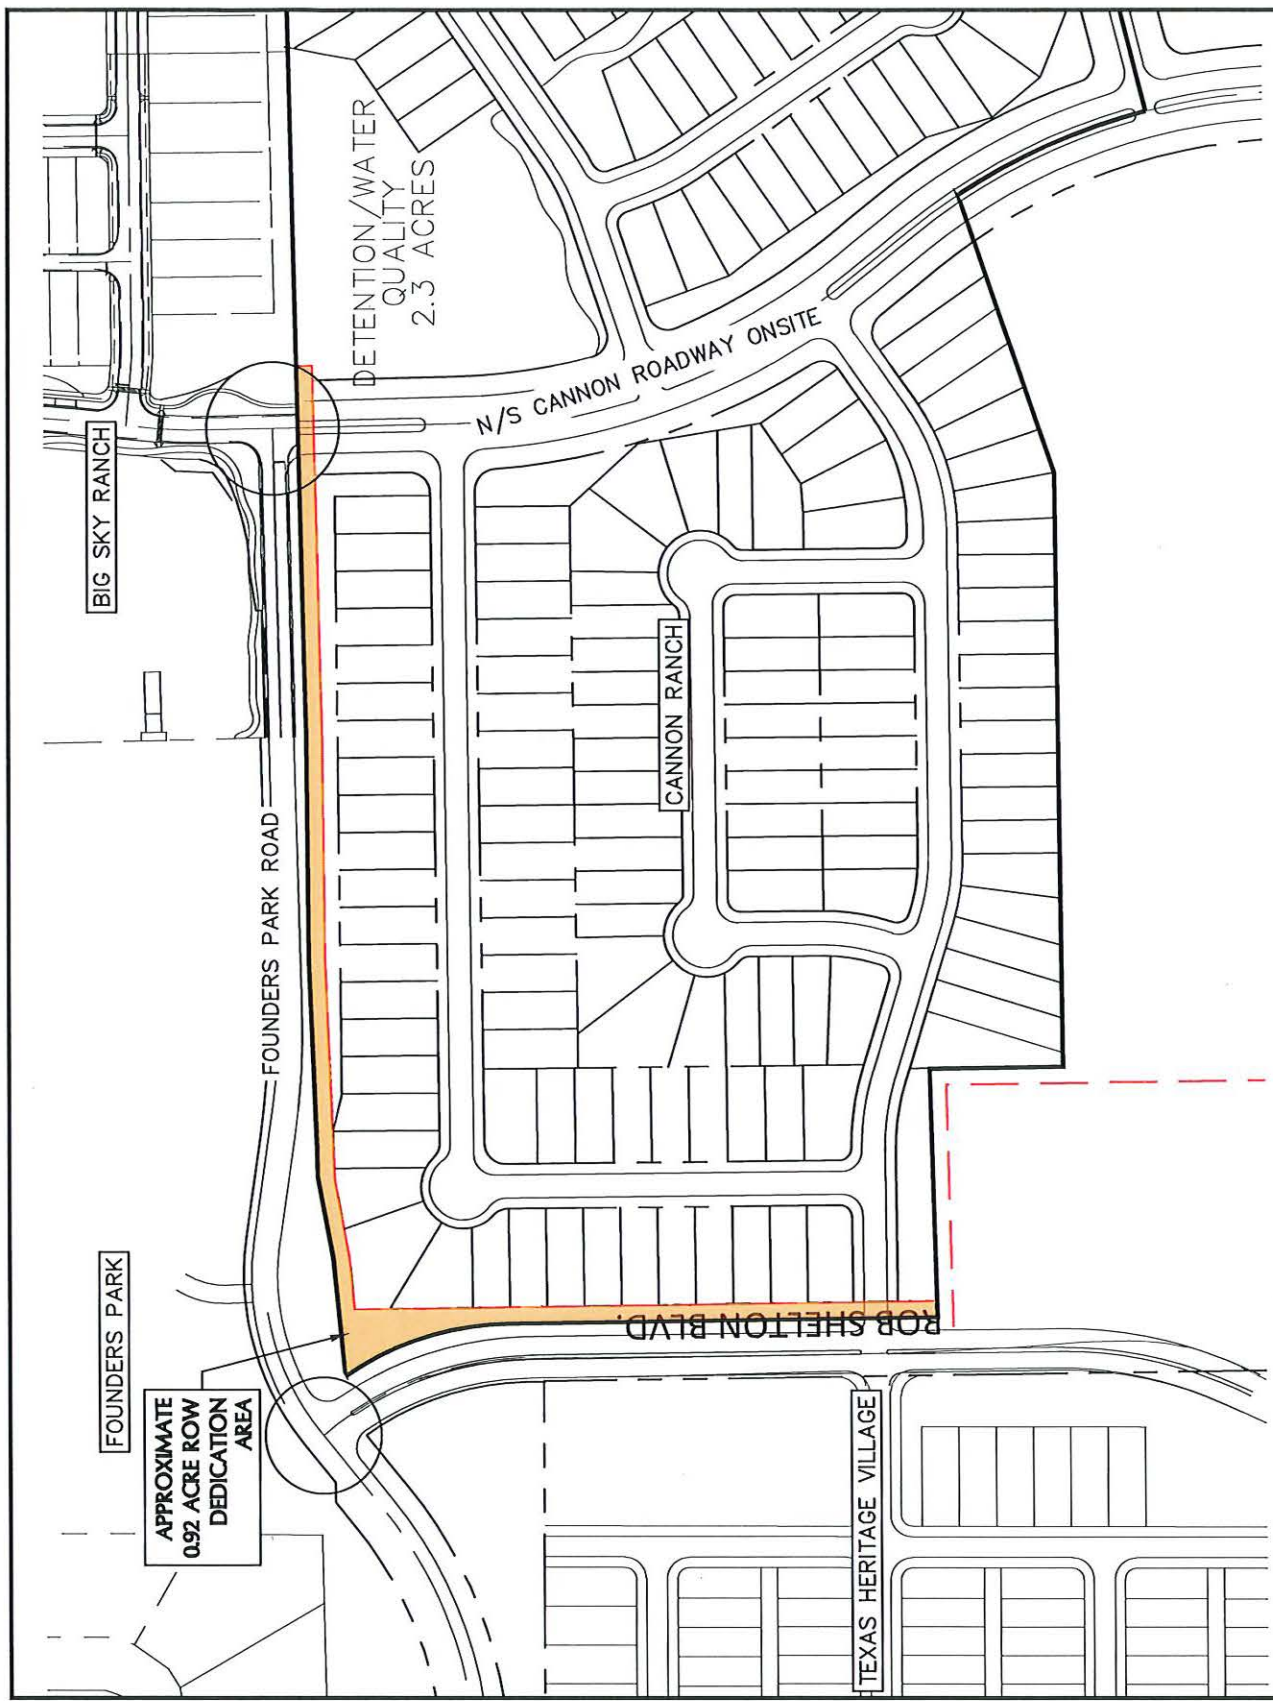 BIG SKY RANCH
DETENTION/WATER
QUALITY
2.3 ACRES
N/S CANNON ROADWAY ONSITE
FOUNDERS PARK ROAD
CANNON RANCH
FOUNDERS PARK
APPROXIMATE
0.92 ACRE ROW
DEDICATION
AREA
ROB SHELTON BLVD.
TEXAS HERITAGE VILLAGE